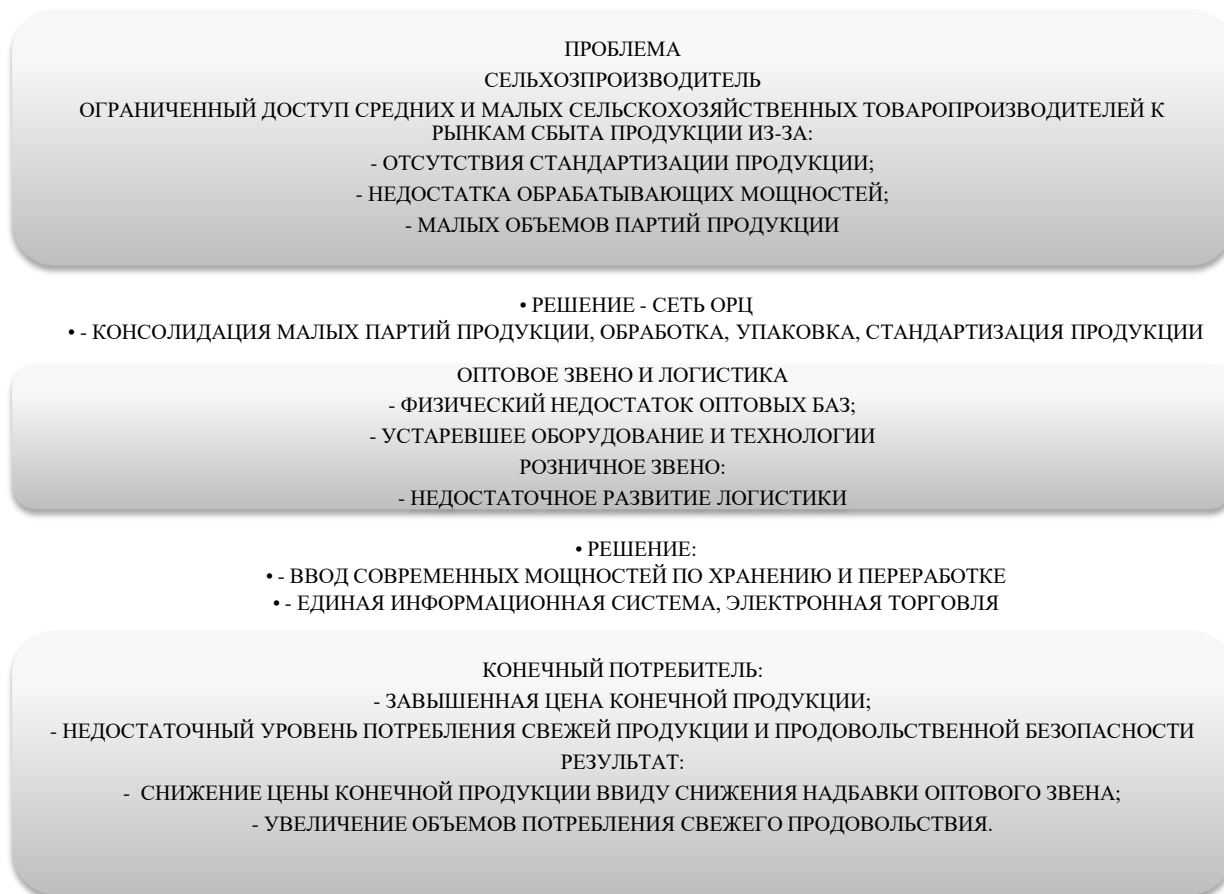 ПРОБЛЕМА
СЕЛЬХОЗПРОИЗВОДИТЕЛЬ
ОГРАНИЧЕННЫЙ ДОСТУП СРЕДНИХ И МАЛЫХ СЕЛЬСКОХОЗЯЙСТВЕННЫХ ТОВАРОПРОИЗВОДИТЕЛЕЙ К
РЫНКАМ СБЫТА ПРОДУКЦИИ ИЗ-ЗА:
- ОТСУТСТВИЯ СТАНДАРТИЗАЦИИ ПРОДУКЦИИ;
- НЕДОСТАТКА ОБРАБАТЫВАЮЩИХ МОЩНОСТЕЙ;
- МАЛЫХ ОБЪЕМОВ ПАРТИЙ ПРОДУКЦИИ
• РЕШЕНИЕ - СЕТЬ ОРЦ
• - КОНСОЛИДАЦИЯ МАЛЫХ ПАРТИЙ ПРОДУКЦИИ, ОБРАБОТКА, УПАКОВКА, СТАНДАРТИЗАЦИЯ ПРОДУКЦИИ
ОПТОВОЕ ЗВЕНО И ЛОГИСТИКА
- ФИЗИЧЕСКИЙ НЕДОСТАТОК ОПТОВЫХ БАЗ;
- УСТАРЕВШЕЕ ОБОРУДОВАНИЕ И ТЕХНОЛОГИИ
РОЗНИЧНОЕ ЗВЕНО:
- НЕДОСТАТОЧНОЕ РАЗВИТИЕ ЛОГИСТИКИ
• РЕШЕНИЕ:
• - ВВОД СОВРЕМЕННЫХ МОЩНОСТЕЙ ПО ХРАНЕНИЮ И ПЕРЕРАБОТКЕ
• - ЕДИНАЯ ИНФОРМАЦИОННАЯ СИСТЕМА, ЭЛЕКТРОННАЯ ТОРГОВЛЯ
КОНЕЧНЫЙ ПОТРЕБИТЕЛЬ:
- ЗАВЫШЕННАЯ ЦЕНА КОНЕЧНОЙ ПРОДУКЦИИ;
- НЕДОСТАТОЧНЫЙ УРОВЕНЬ ПОТРЕБЛЕНИЯ СВЕЖЕЙ ПРОДУКЦИИ И ПРОДОВОЛЬСТВЕННОЙ БЕЗОПАСНОСТИ
РЕЗУЛЬТАТ:
- СНИЖЕНИЕ ЦЕНЫ КОНЕЧНОЙ ПРОДУКЦИИ ВВИДУ СНИЖЕНИЯ НАДБАВКИ ОПТОВОГО ЗВЕНА;
- УВЕЛИЧЕНИЕ ОБЪЕМОВ ПОТРЕБЛЕНИЯ СВЕЖЕГО ПРОДОВОЛЬСТВИЯ.